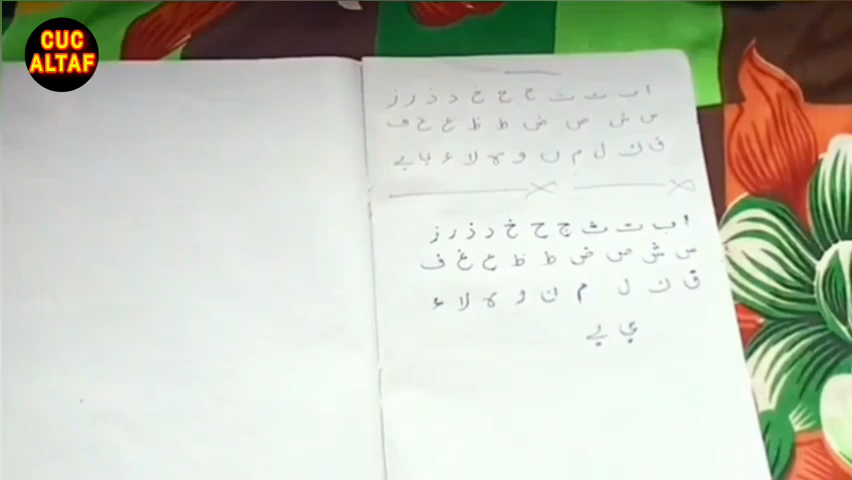 CUC
ALTAF
ا ب ت ث ج ح خ د ذ ر ز
س ش ص ض ط ظ ع غ ف
ق ك ل م ن و ه لا ء ي ے
ا ب ت ث ج ح خ د ذ ر ز
س ش ص ض ط ظ ع غ ف
ق ك ل م ن و ه لا ء
ي ے